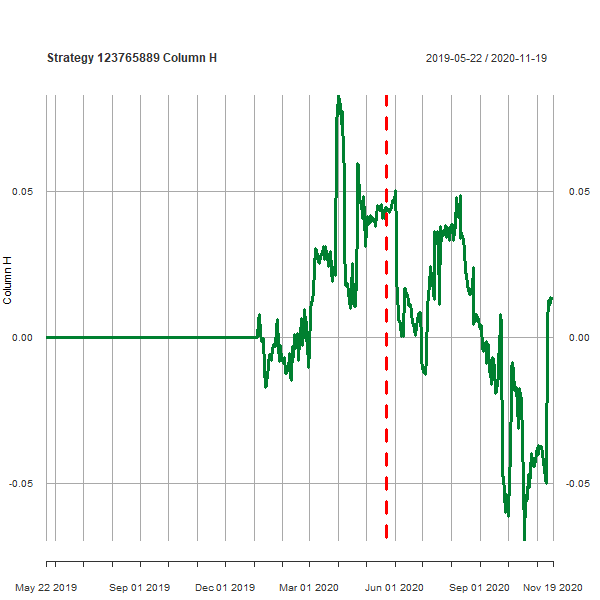 Strategy 123765889 Column H
2019-05-22 / 2020-11-19
Column H
0.05
0.00
-0.05
0.05
0.00
-0.05
May 22 2019
Sep 01 2019
Dec 01 2019
Mar 01 2020
Jun 01 2020
Sep 01 2020
Nov 19 2020